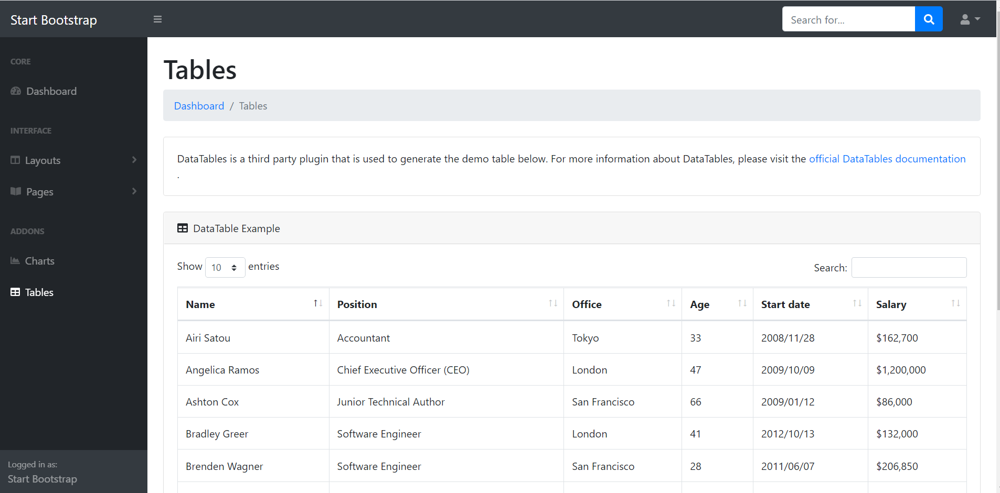 Start Bootstrap
Search for...
CORE
Dashboard
INTERFACE
Layouts
Pages
ADDONS
Charts
Tables
Logged in as:
Start Bootstrap
Tables
Dashboard / Tables
DataTables is a third party plugin that is used to generate the demo table below. For more information about DataTables, please visit the official DataTables documentation
.
DataTable Example
Show 10 entries Search:
Name Position Office Age Start date Salary
Airi Satou Accountant Tokyo 33 2008/11/28 $162,700
Angelica Ramos Chief Executive Officer (CEO) London 47 2009/10/09 $1,200,000
Ashton Cox Junior Technical Author San Francisco 66 2009/01/12 $86,000
Bradley Greer Software Engineer London 41 2012/10/13 $132,000
Brenden Wagner Software Engineer San Francisco 28 2011/06/07 $206,850